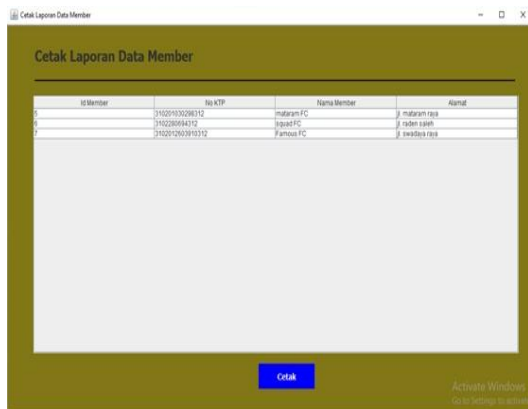 Cetak Laporan Data Member
Cetak Laporan Data Member
Id Member No KTP Nama Member Alamat
5 310201030298312 mataram FC jl. mataram raya
6 3102280694312 squad FC jl. raden saleh
7 3102012603910312 Famous FC jl. swadaya raya
Cetak
Activate Windows
Go to Settings to activate